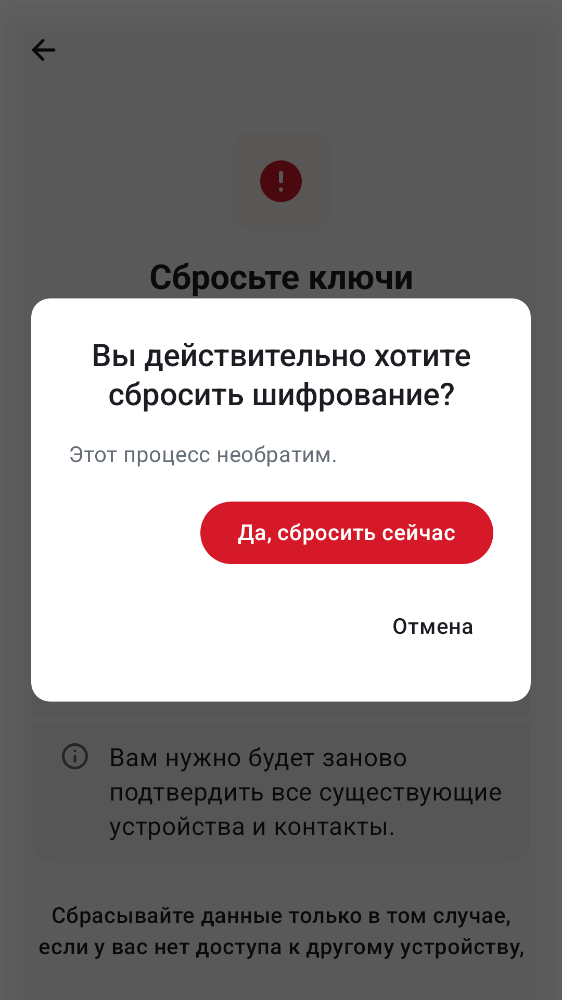 Сбросьте ключи
Вы действительно хотите
сбросить шифрование?
Этот процесс необратим.
Да, сбросить сейчас
Отмена
Вам нужно будет заново
подтвердить все существующие
устройства и контакты.
Сбрасывайте данные только в том случае,
если у вас нет доступа к другому устройству,